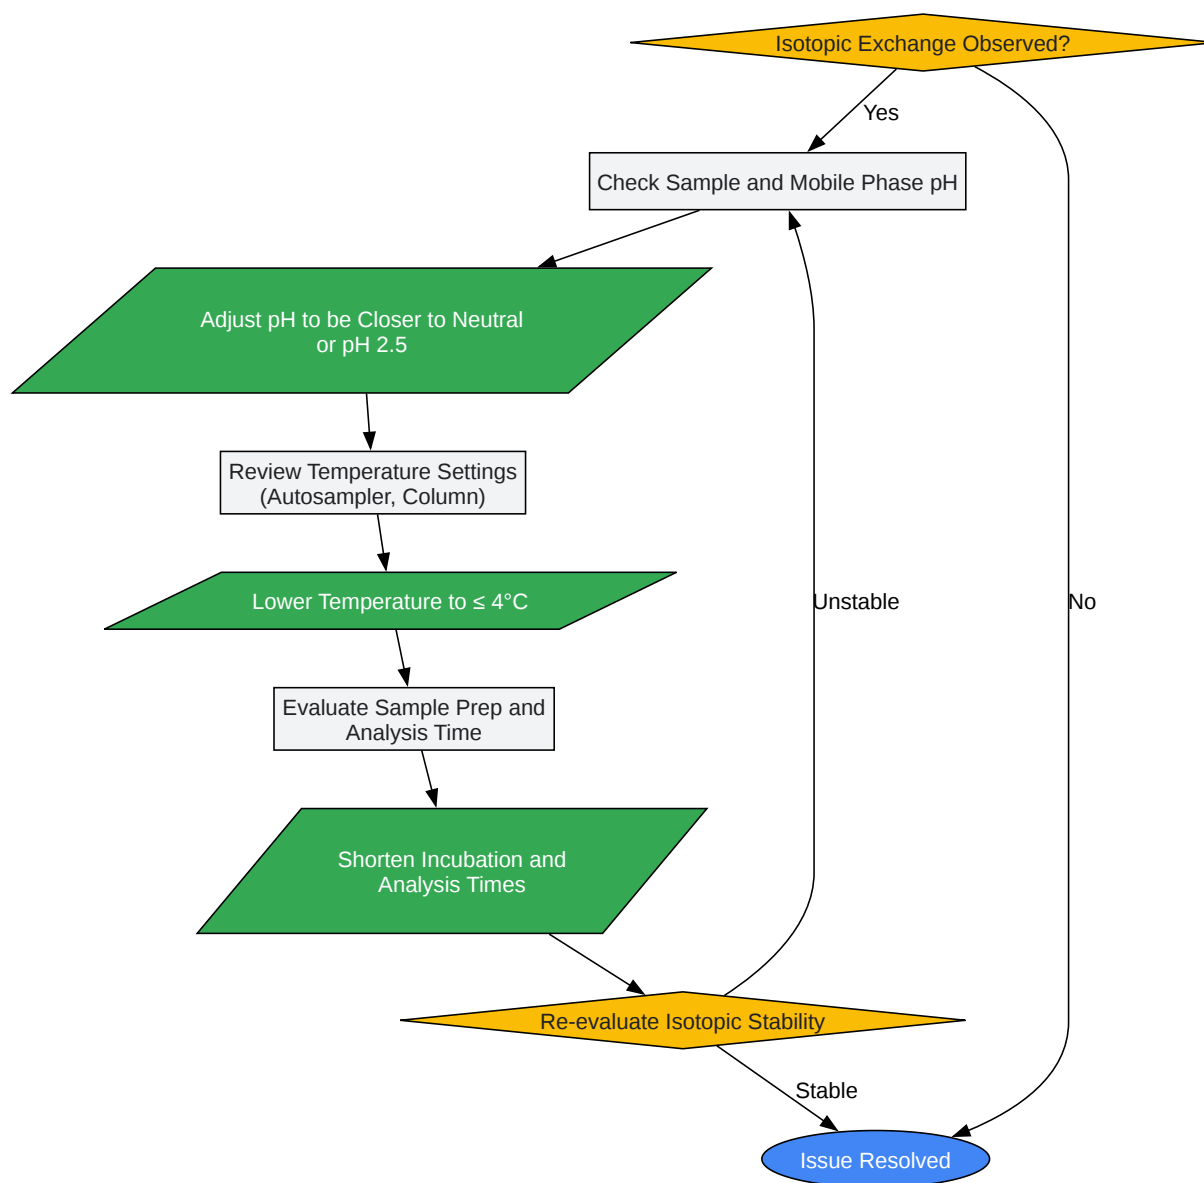 Isotopic Exchange Observed?
Yes
Check Sample and Mobile Phase pH
Adjust pH to be Closer to Neutral
or pH 2.5
Review Temperature Settings
(Autosampler, Column)
Lower Temperature to ≤ 4°C
Unstable
No
Evaluate Sample Prep and
Analysis Time
Shorten Incubation and
Analysis Times
Re-evaluate Isotopic Stability
Stable
Issue Resolved